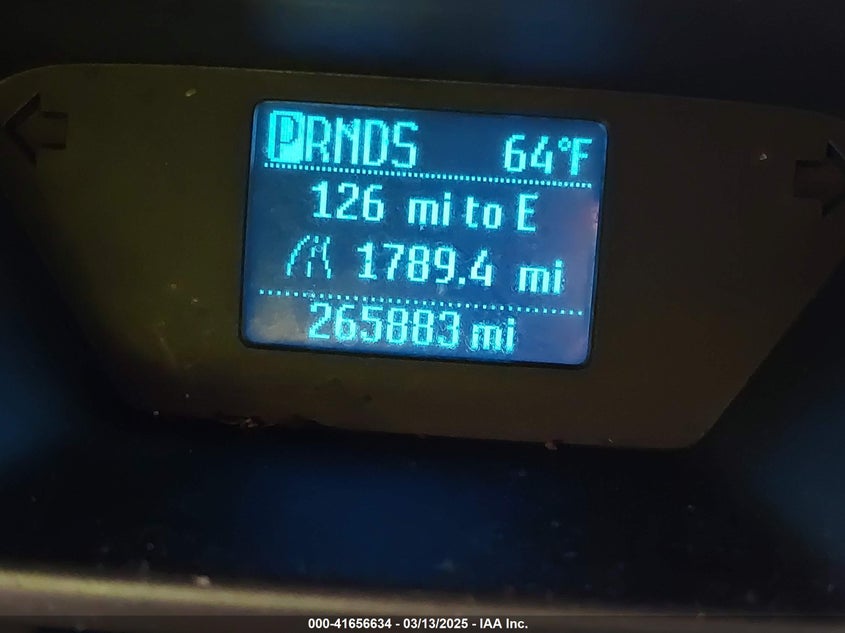 PRNDS 64°F
126 mi to E
1789.4 mi
265883 mi
000-41656634 - 03/13/2025 - IAA Inc.